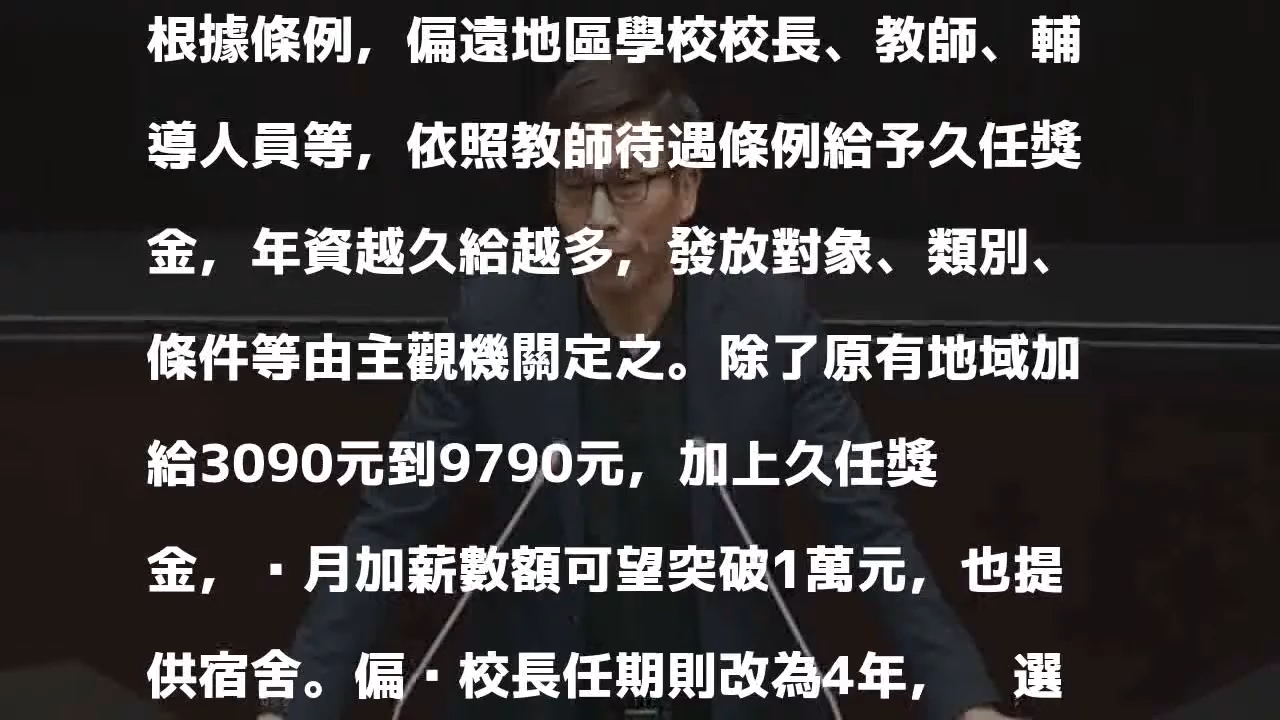 根據條例，偏遠地區學校校長、教師、輔
導人員等，依照教師待遇條例給予久任獎
金，年資越久給越多，發放對象、類別、
條件等由主觀機關定之。除了原有地域加
給3090元到9790元，加上久任獎
金，▪月加薪數額可望突破1萬元，也提
供宿舍。偏▪校長任期則改為4年，　選